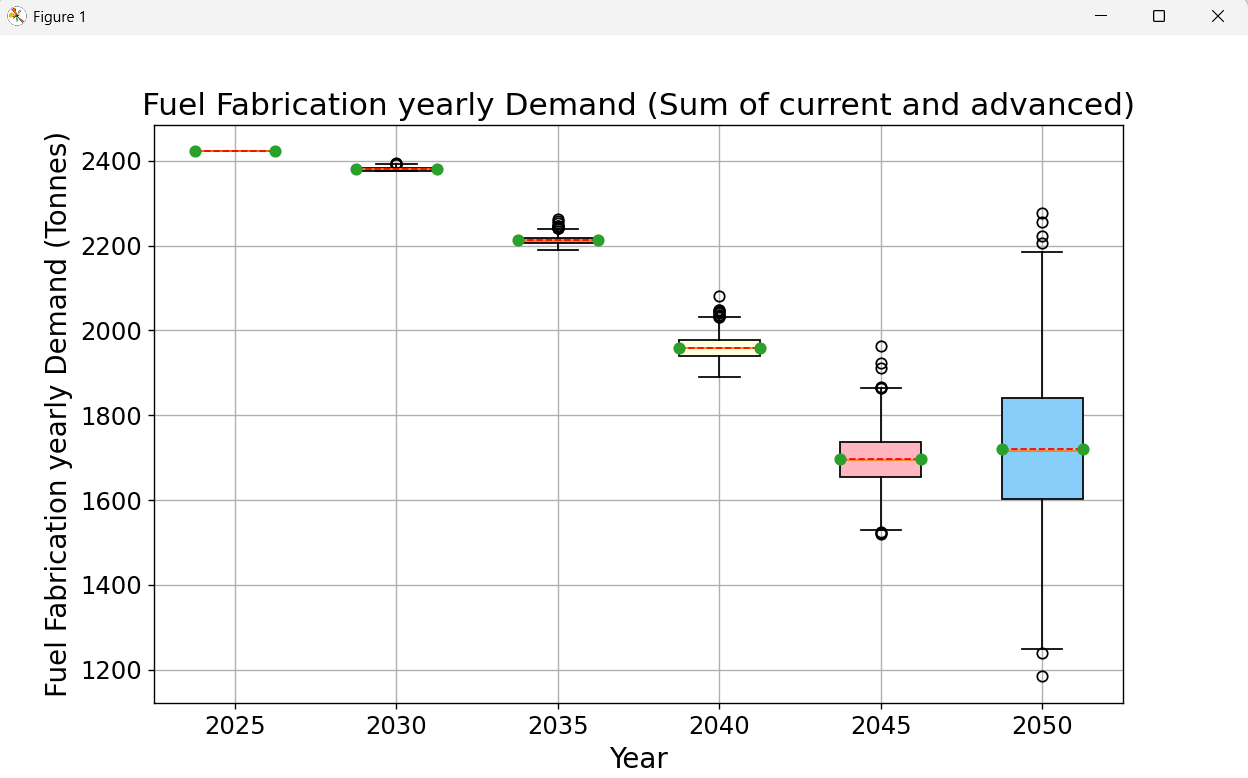 Figure 1
Fuel Fabrication yearly Demand (Sum of current and advanced)
Fuel Fabrication yearly Demand (Tonnes)
2400
2200
2000
1800
1600
1400
1200
2025 2030 2035 2040 2045 2050
Year